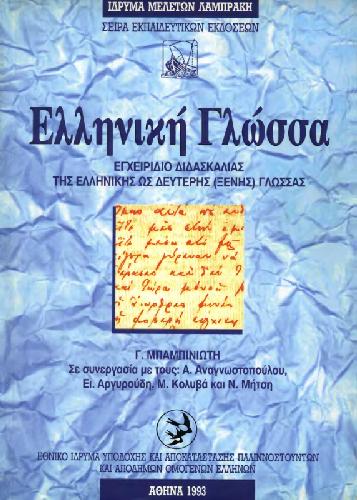 ΙΔΡΥΜΑ ΜΕΛΕΤΩΝ ΛΑΜΠΡΑΚΗ
ΣΕΙΡΑ ΕΚΠΑΙΔΕΥΤΙΚΩΝ ΕΚΔΟΣΕΩΝ
Ελληνική Γλώσσα
ΕΓΧΕΙΡΙΔΙΟ ΔΙΔΑΣΚΑΛΙΑΣ
ΤΗΣ ΕΛΛΗΝΙΚΗΣ ΩΣ ΔΕΥΤΕΡΗΣ (ΞΕΝΗΣ) ΓΛΩΣΣΑΣ
Γ. ΜΠΑΜΠΙΝΙΩΤΗ
Σε συνεργασία με τους: Α. Αναγνωστοπούλου,
Ει. Αργυρούδη, Μ. Κολυβά και Ν. Μήτση
ΕΘΝΙΚΟ ΙΔΡΥΜΑ ΥΠΟΔΟΧΗΣ ΚΑΙ ΑΠΟΚΑΤΑΣΤΑΣΗΣ ΠΑΛΙΝΝΟΣΤΟΥΝΤΩΝ
ΚΑΙ ΑΠΟΔΗΜΩΝ ΟΜΟΓΕΝΩΝ ΕΛΛΗΝΩΝ
ΑΘΗΝΑ 1993